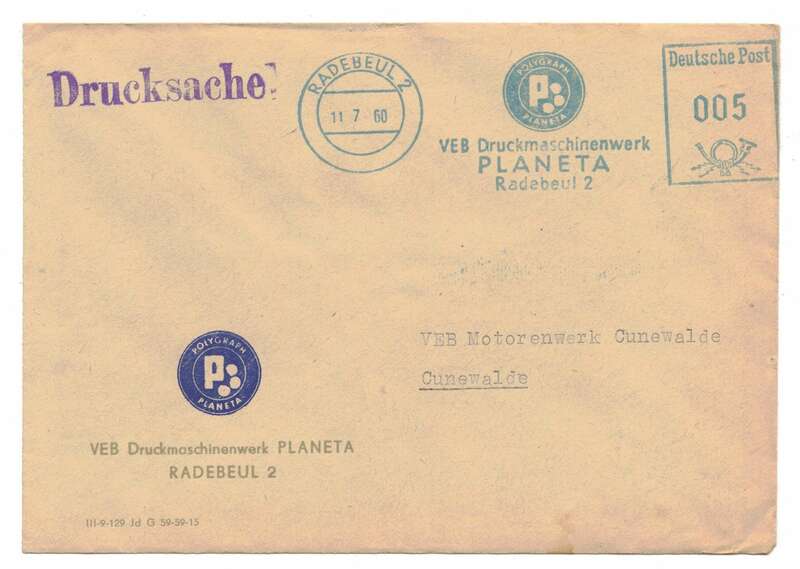 Drucksache!
RADEBEUL 2
11 7 60
POLYGRAPH
P
PLANETA
VEB Druckmaschinenwerk
PLANETA
Radebeul 2
Deutsche Post
005
VEB Motorenwerk Cunewalde
Cunewalde
POLYGRAPH
P
PLANETA
VEB Druckmaschinenwerk PLANETA
RADEBEUL 2
III-9-129 Jd G 59-59-15